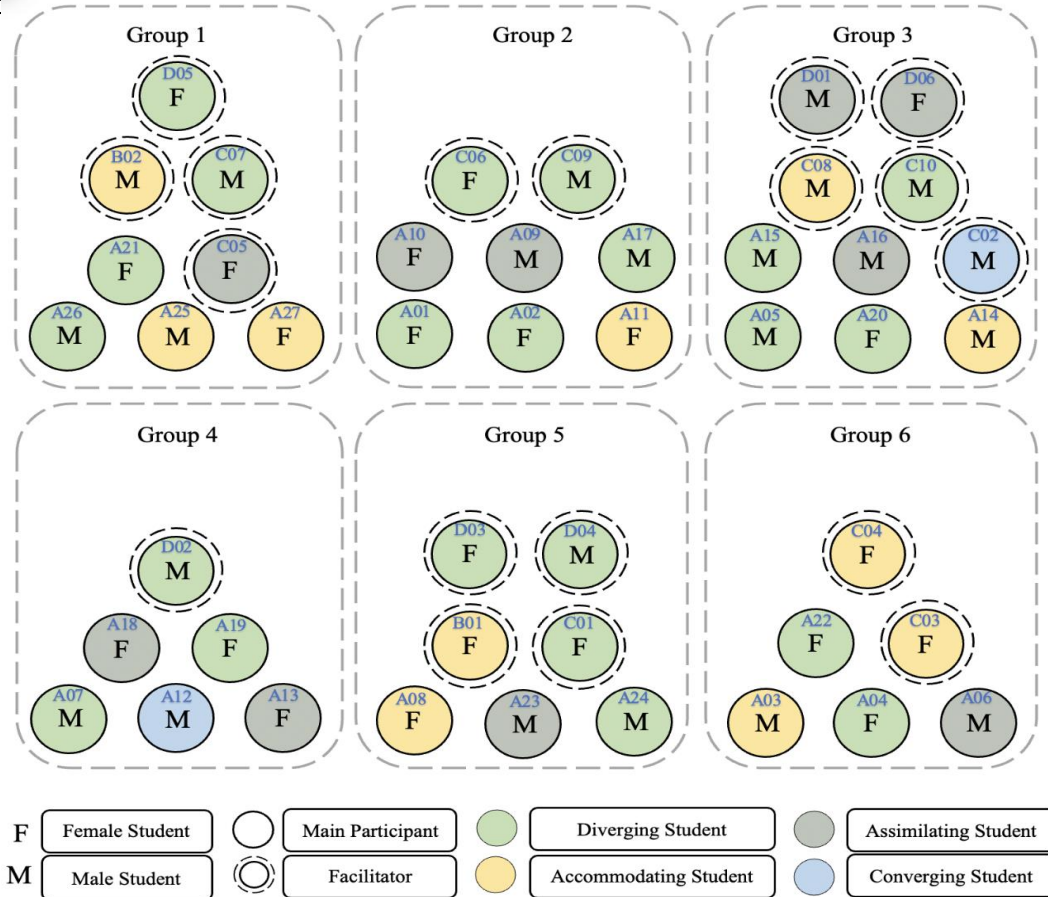 Group 1
Group 2
Group 3
D05
F
B02
M
C07
M
A21
F
C05
F
A26
M
A25
M
A27
F
C06
F
C09
M
A10
F
A09
M
A17
M
A01
F
A02
F
A11
F
D01
M
D06
F
C08
M
C10
M
A15
M
A16
M
C02
M
A05
M
A20
F
A14
M
Group 4
Group 5
Group 6
D02
M
A18
F
A19
F
A07
M
A12
M
A13
F
D03
F
D04
M
B01
F
C01
F
A08
F
A23
M
A24
M
C04
F
A22
F
C03
F
A03
M
A04
F
A06
M
F Female Student Main Participant Diverging Student Assimilating Student
M Male Student Facilitator Accommodating Student Converging Student